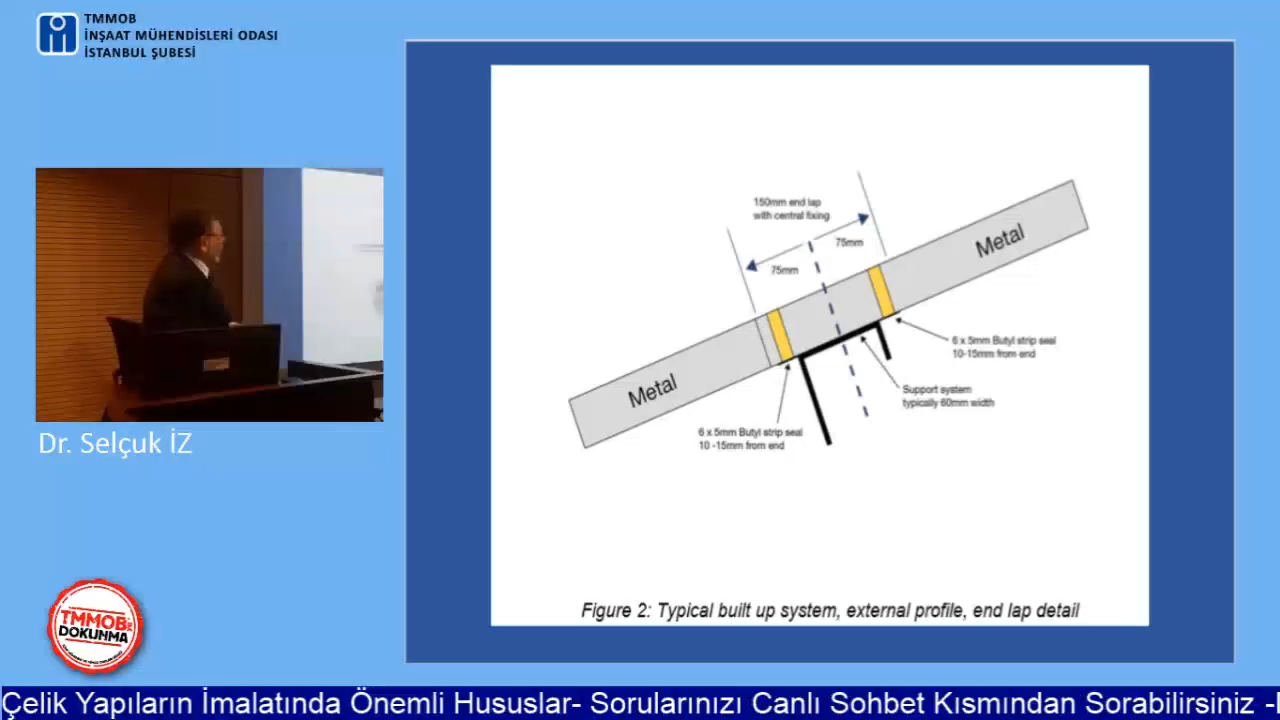 TMMOB
İNŞAAT MÜHENDİSLERİ ODASI
İSTANBUL ŞUBESİ
150mm end lap
with central fixing
75mm
75mm
Metal
Metal
6 x 5mm Butyl strip seal
10-15mm from end
Support system
typically 60mm width
6 x 5mm Butyl strip seal
10 -15mm from end
Figure 2: Typical built up system, external profile, end lap detail
Dr. Selçuk İZ
TMMOB'ye
DOKUNMA
Çelik Yapıların İmalatında Önemli Hususlar- Sorularınızı Canlı Sohbet Kısmından Sorabilirsiniz -